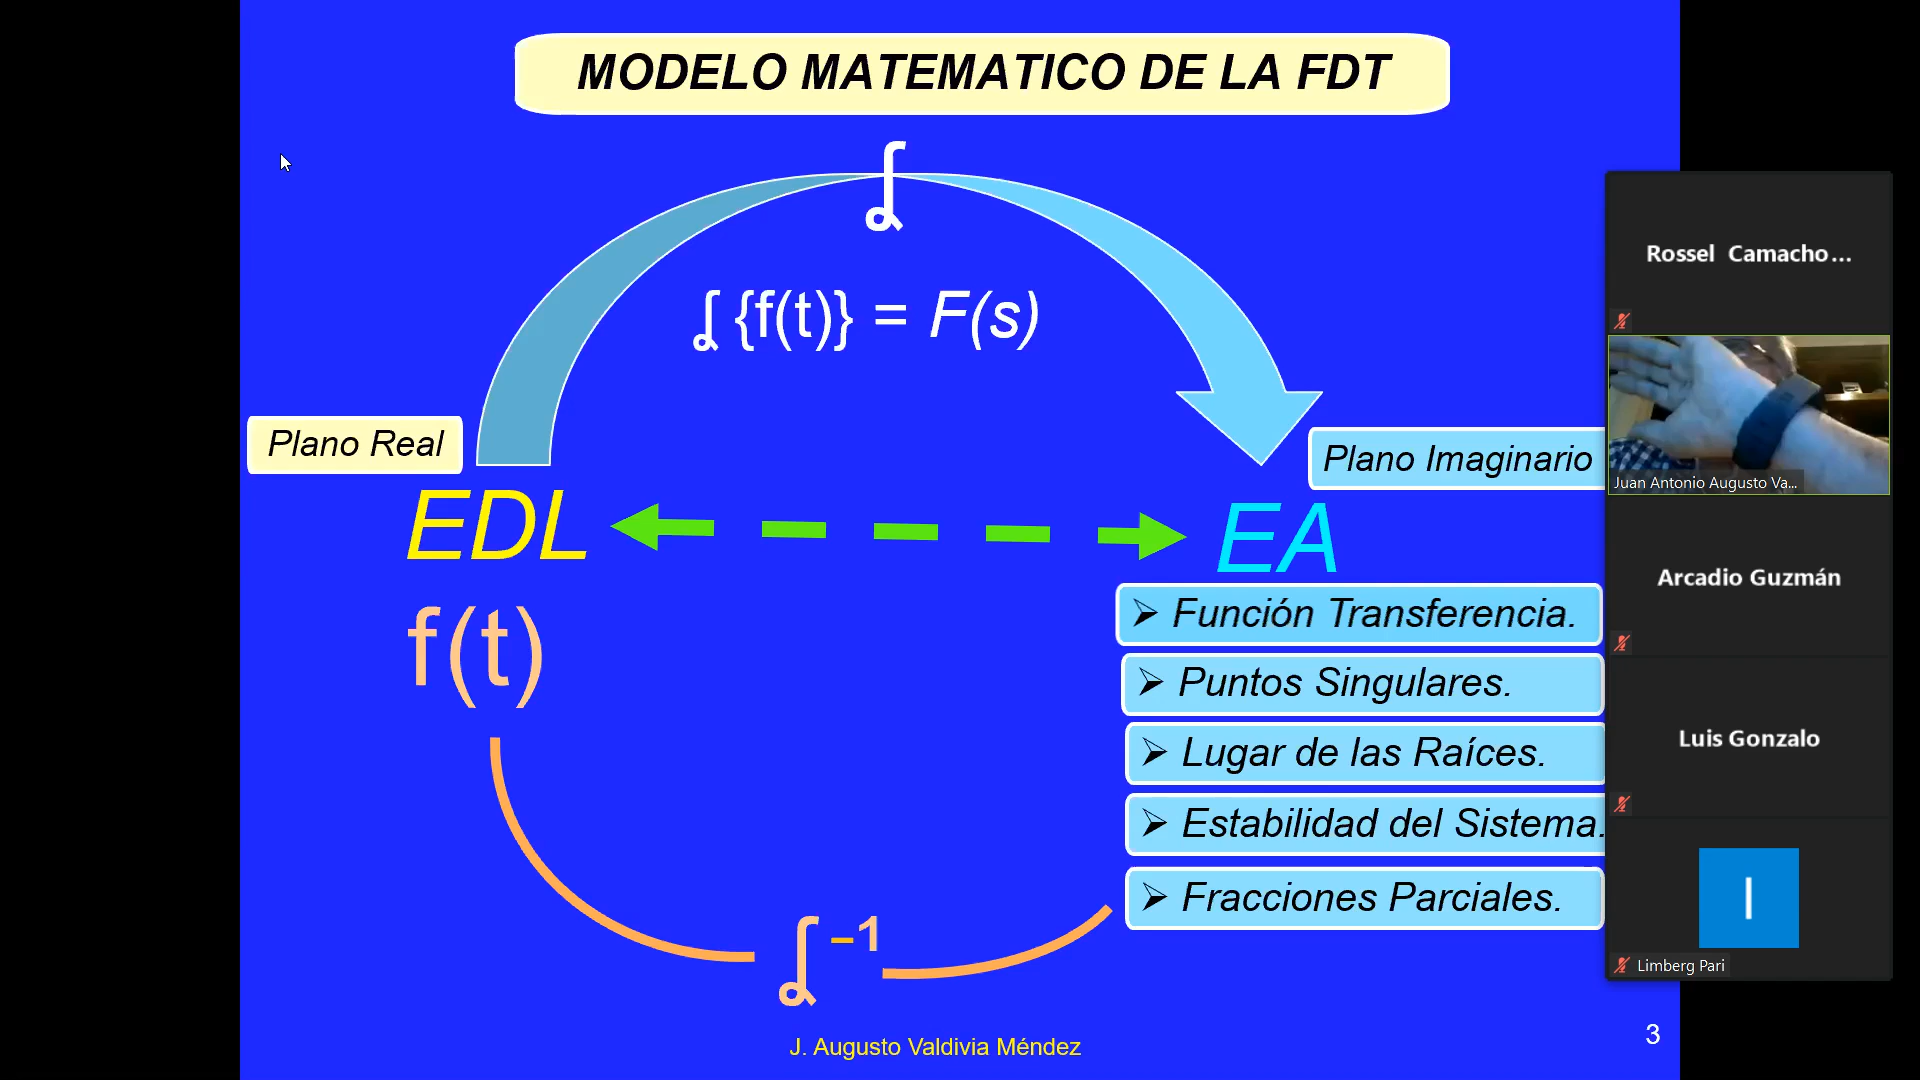 MODELO MATEMATICO DE LA FDT
{f(t)} = F(s)
Plano Real
Plano Imaginario
EDL
EA
f(t)
➢ Función Transferencia.
➢ Puntos Singulares.
➢ Lugar de las Raíces.
➢ Estabilidad del Sistema.
➢ Fracciones Parciales.
–1
J. Augusto Valdivia Méndez
3
Rossel Camacho...
Juan Antonio Augusto Va...
Arcadio Guzmán
Luis Gonzalo
I
Limberg Pari